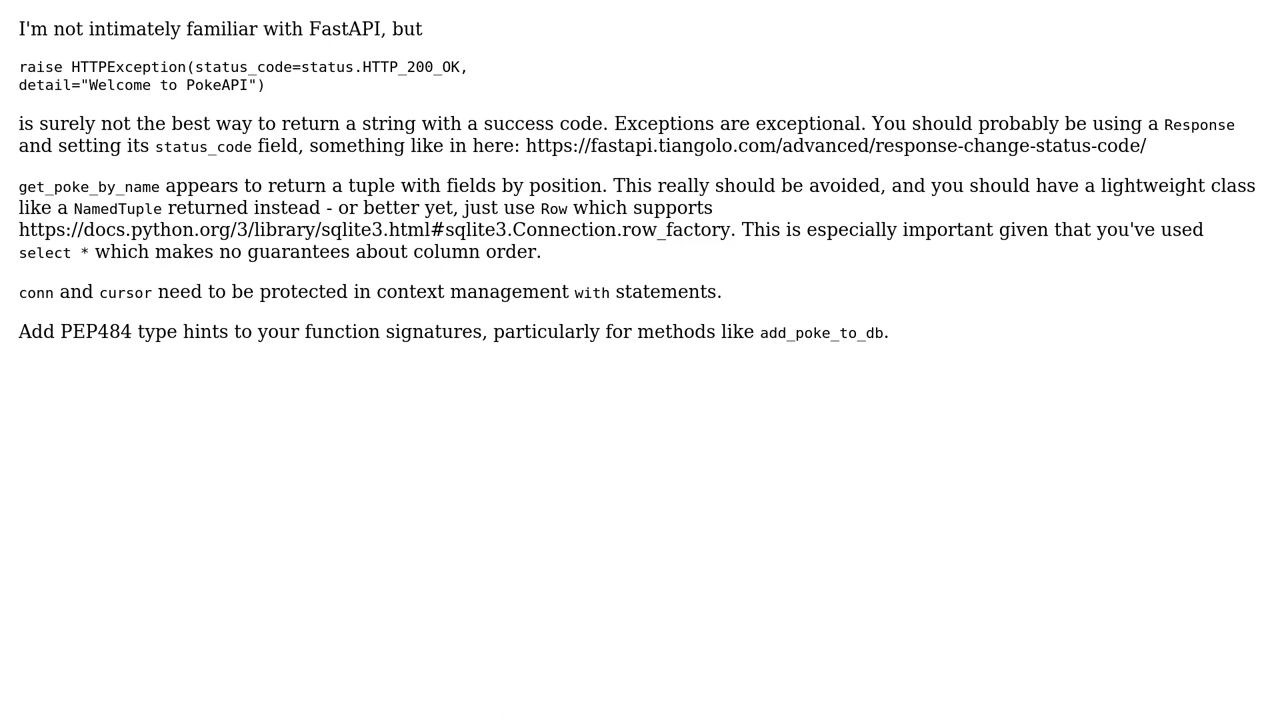 I'm not intimately familiar with FastAPI, but
raise HTTPException(status_code=status.HTTP_200_OK,
detail="Welcome to PokeAPI")
is surely not the best way to return a string with a success code. Exceptions are exceptional. You should probably be using a Response
and setting its status_code field, something like in here: https://fastapi.tiangolo.com/advanced/response-change-status-code/
get_poke_by_name appears to return a tuple with fields by position. This really should be avoided, and you should have a lightweight class
like a NamedTuple returned instead - or better yet, just use Row which supports
https://docs.python.org/3/library/sqlite3.html#sqlite3.Connection.row_factory. This is especially important given that you've used
select * which makes no guarantees about column order.
conn and cursor need to be protected in context management with statements.
Add PEP484 type hints to your function signatures, particularly for methods like add_poke_to_db.